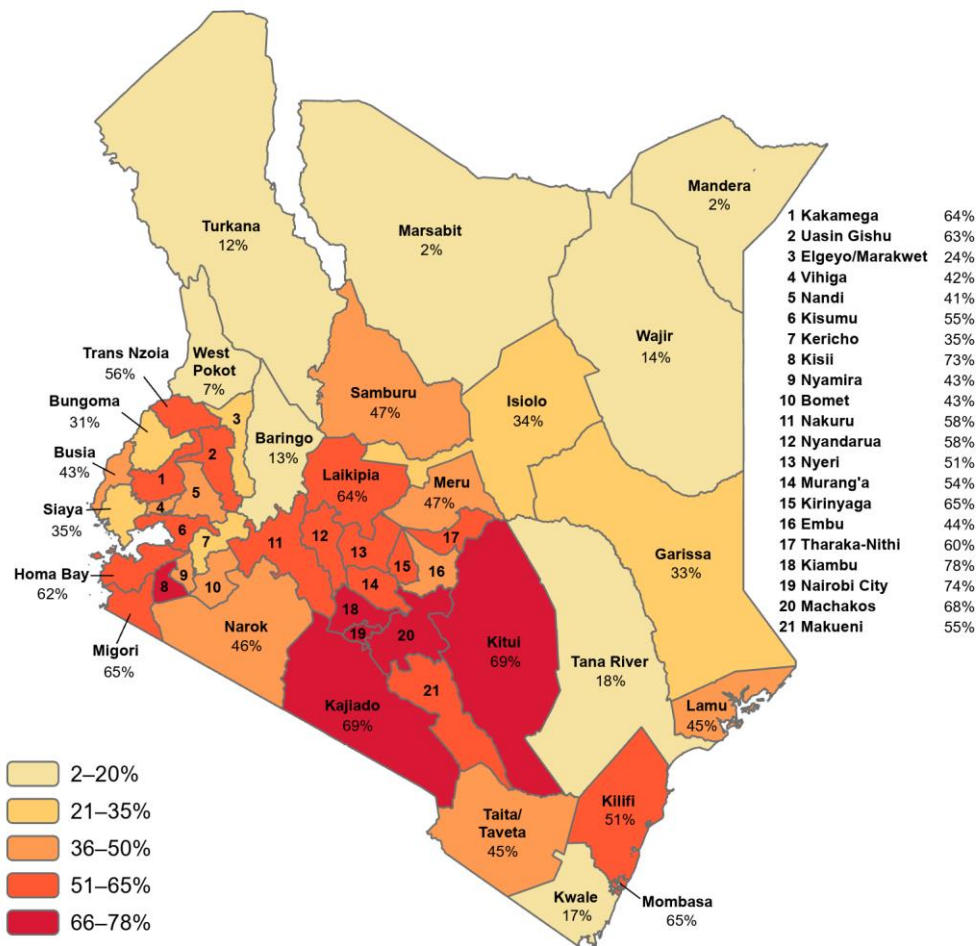 Mandera
2%
Turkana
12%
Marsabit
2%
Wajir
14%
Trans Nzoia
56%
West
Pokot
7%
Bungoma
31%
Samburu
47%
Isiolo
34%
Busia
43%
Baringo
13%
Siaya
35%
Laikipia
64%
Meru
47%
Garissa
33%
Homa Bay
62%
Migori
65%
Narok
46%
Kitui
69%
Tana River
18%
Kajiado
69%
Lamu
45%
Kilifi
51%
Taita/
Taveta
45%
Kwale
17%
Mombasa
65%
1
2
3
4
5
6
7
8
9
10
11
12
13
14
15
16
17
18
19
20
21
1 Kakamega 64%
2 Uasin Gishu 63%
3 Elgeyo/Marakwet 24%
4 Vihiga 42%
5 Nandi 41%
6 Kisumu 55%
7 Kericho 35%
8 Kisii 73%
9 Nyamira 43%
10 Bomet 43%
11 Nakuru 58%
12 Nyandarua 58%
13 Nyeri 51%
14 Murang'a 54%
15 Kirinyaga 65%
16 Embu 44%
17 Tharaka-Nithi 60%
18 Kiambu 78%
19 Nairobi City 74%
20 Machakos 68%
21 Makueni 55%
2–20%
21–35%
36–50%
51–65%
66–78%